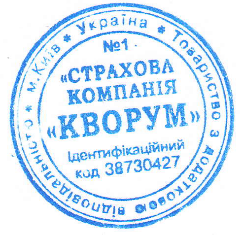 * Україна * Товариство з додатковою відповідальністю * м.Київ
№1
«СТРАХОВА
КОМПАНІЯ
«КВОРУМ»
Ідентифікаційний
код 38730427